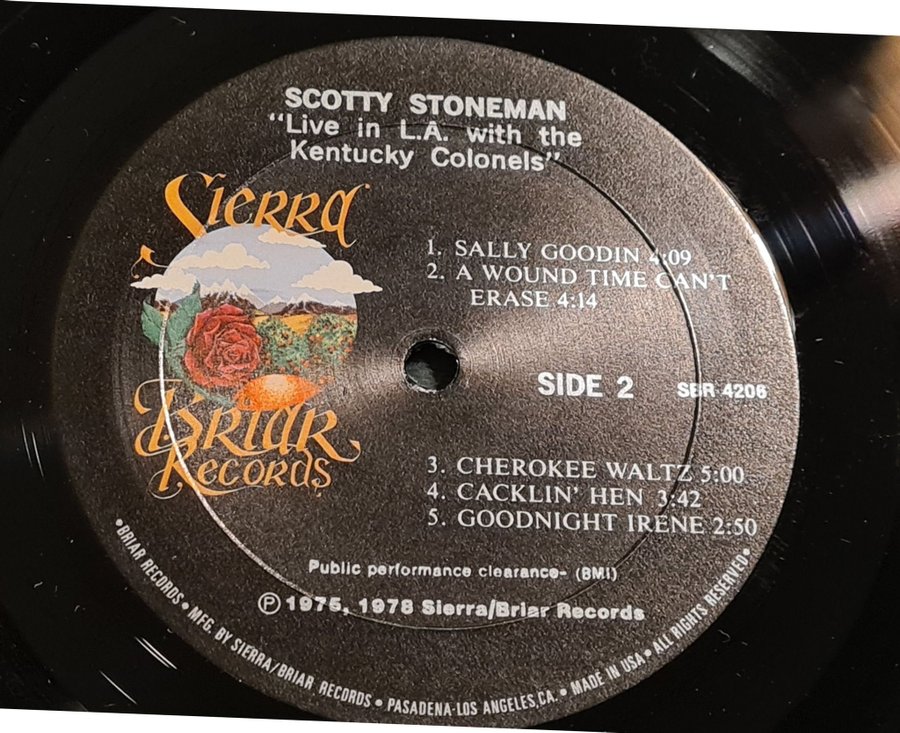 SCOTTY STONEMAN
"Live in L.A. with the
Kentucky Colonels"
Sierra
Briar
Records
1. SALLY GOODIN 4:09
2. A WOUND TIME CAN'T
ERASE 4:14
SIDE 2 SBR 4206
3. CHEROKEE WALTZ 5:00
4. CACKLIN' HEN 3:42
5. GOODNIGHT IRENE 2:50
Public performance clearance- (BMI)
℗ 1975, 1978 Sierra/Briar Records
•BRIAR RECORDS • MFG. BY SIERRA/BRIAR RECORDS • PASADENA-LOS ANGELES, CA. • MADE IN USA • ALL RIGHTS RESERVED•